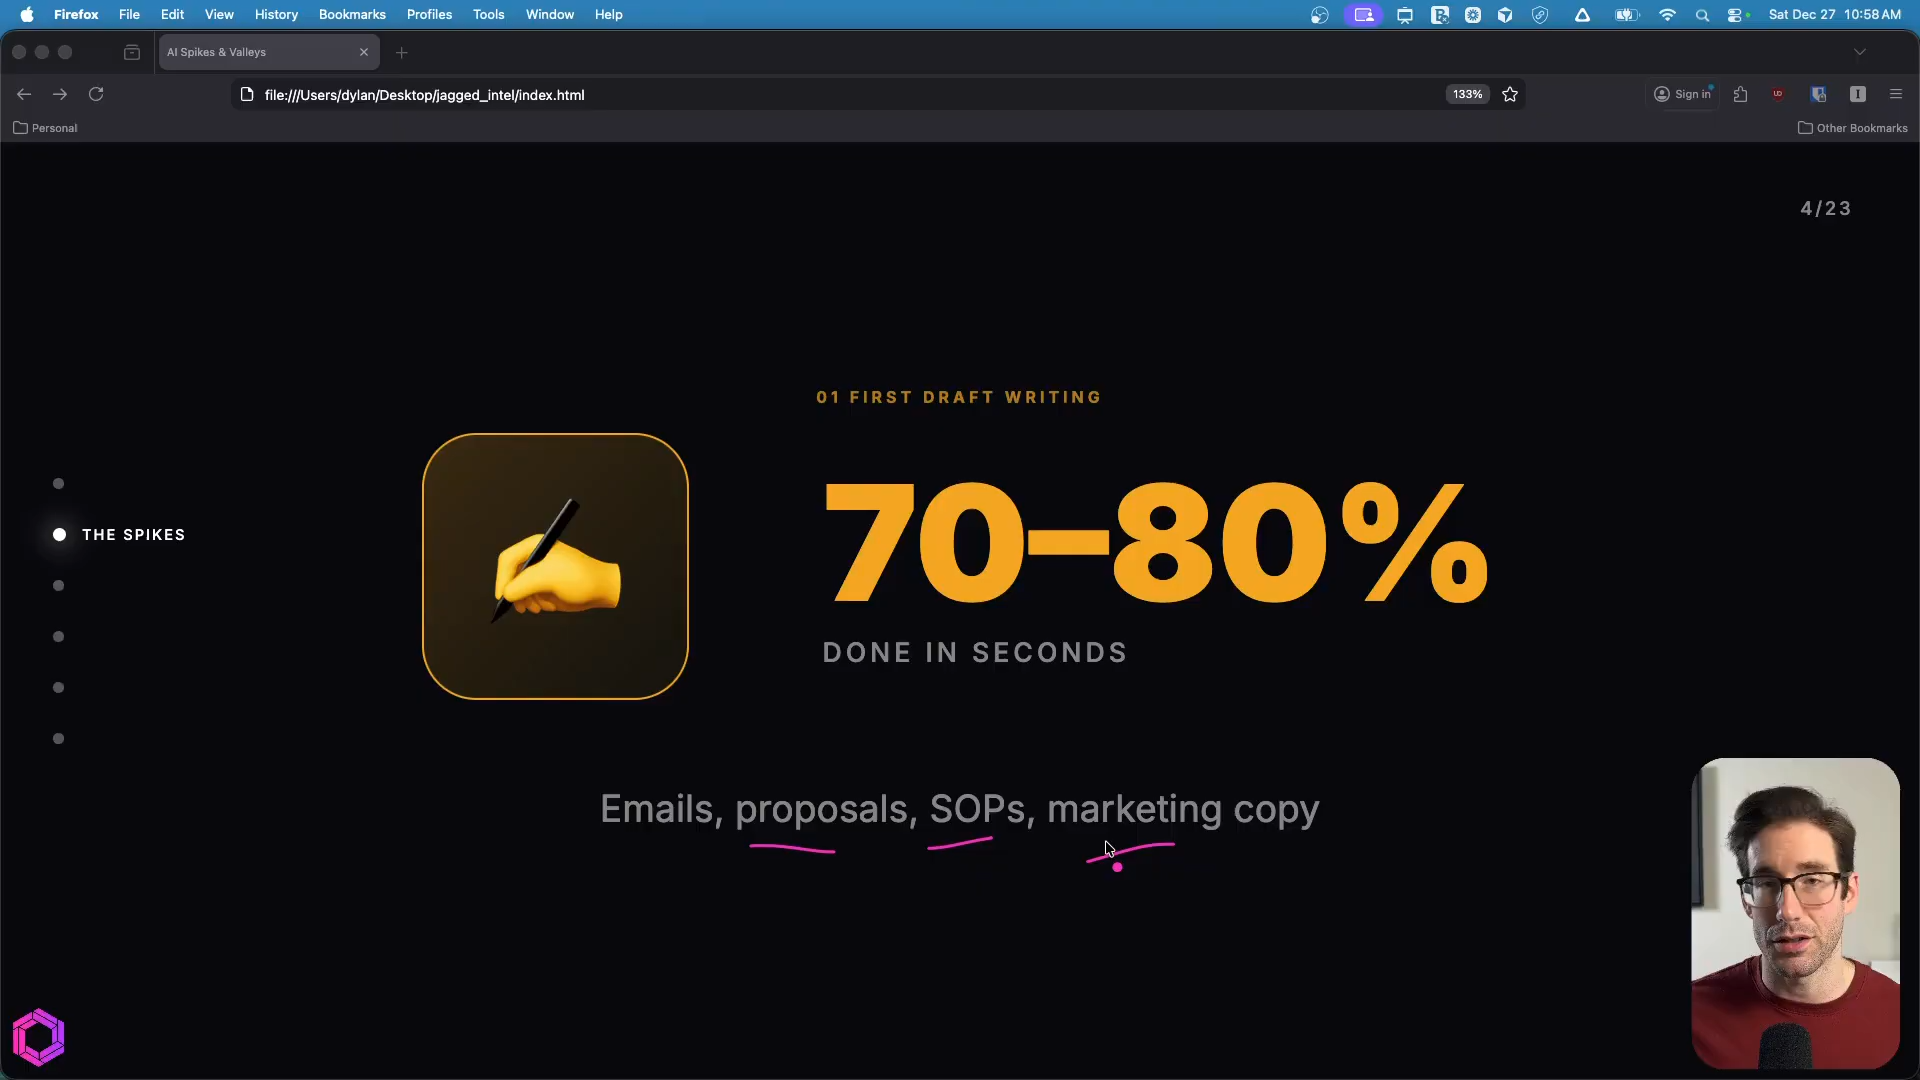 Firefox File Edit View History Bookmarks Profiles Tools Window Help Sat Dec 27 10:58 AM
AI Spikes & Valleys
file:///Users/dylan/Desktop/jagged_intel/index.html 133% Sign in
Personal Other Bookmarks
4/23
01 FIRST DRAFT WRITING
70–80%
THE SPIKES
DONE IN SECONDS
Emails, proposals, SOPs, marketing copy